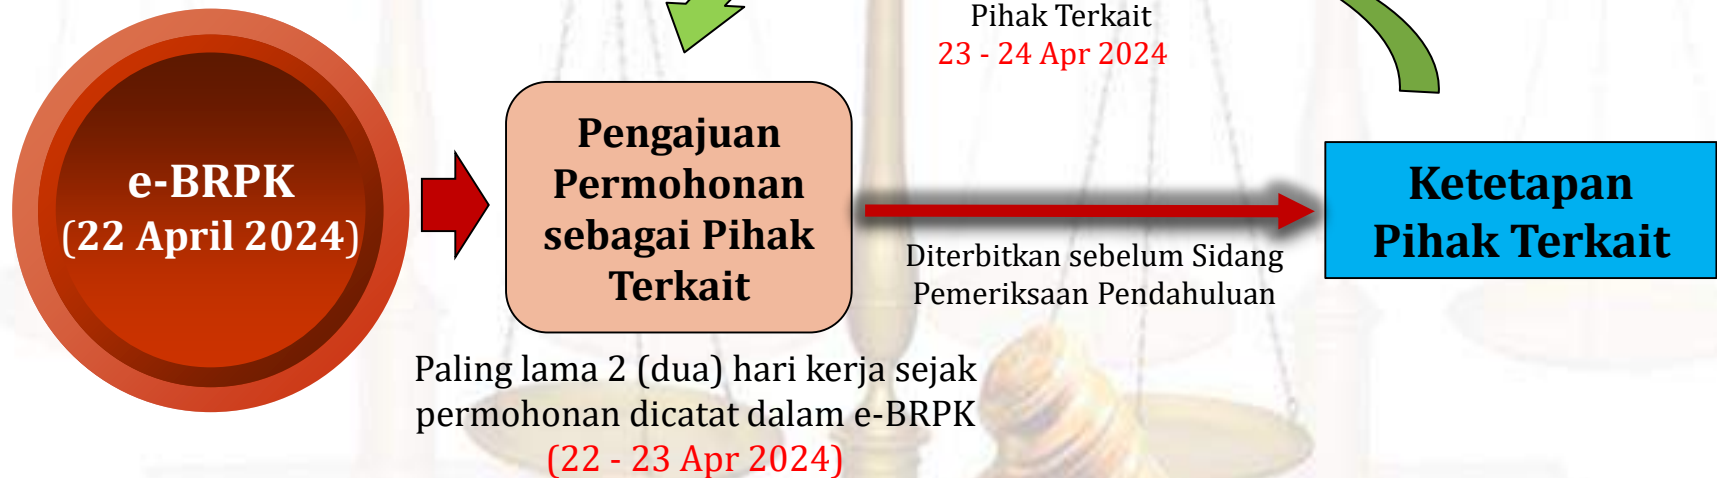 Pihak Terkait
23 - 24 Apr 2024
e-BRPK
(22 April 2024)
Pengajuan
Permohonan
sebagai Pihak
Terkait
Diterbitkan sebelum Sidang
Pemeriksaan Pendahuluan
Ketetapan
Pihak Terkait
Paling lama 2 (dua) hari kerja sejak
permohonan dicatat dalam e-BRPK
(22 - 23 Apr 2024)